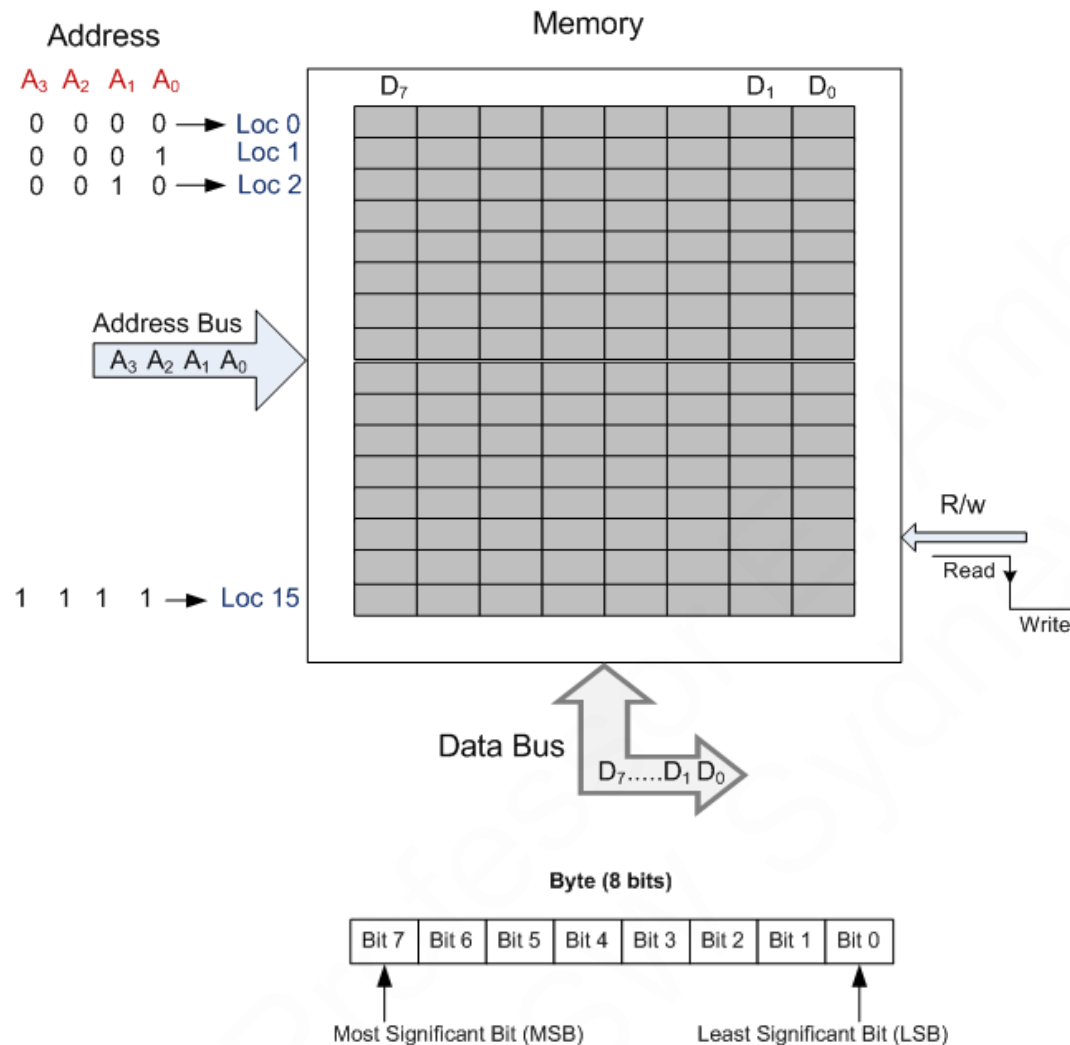 Memory
Address
A₃ A₂ A₁ A₀
D₇ D₁ D₀
0 0 0 0 Loc 0
0 0 0 1 Loc 1
0 0 1 0 Loc 2
Address Bus
A₃ A₂ A₁ A₀
R/w
Read
Write
1 1 1 1 Loc 15
Data Bus
D₇.....D₁ D₀
Byte (8 bits)
Bit 7 Bit 6 Bit 5 Bit 4 Bit 3 Bit 2 Bit 1 Bit 0
Most Significant Bit (MSB) Least Significant Bit (LSB)